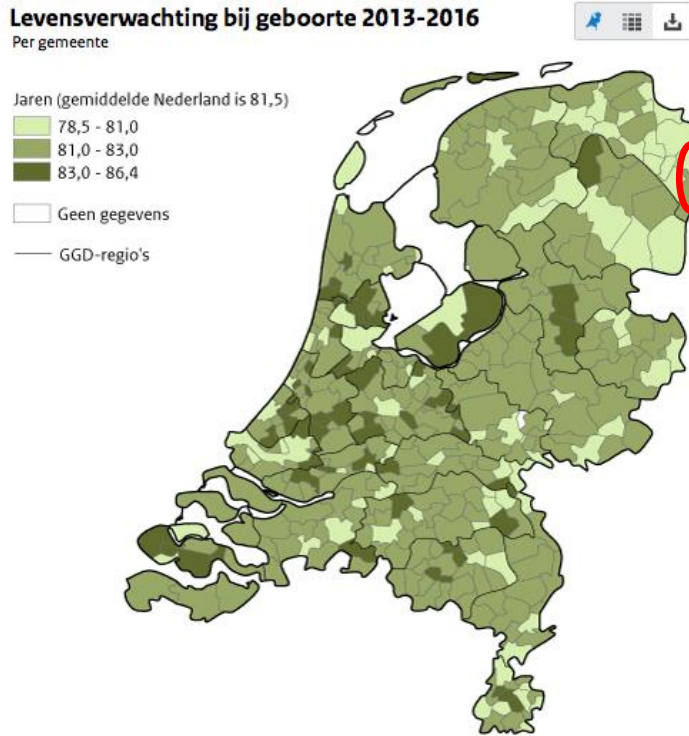 Levensverwachting bij geboorte 2013-2016
Per gemeente
Jaren (gemiddelde Nederland is 81,5)
78,5 - 81,0
81,0 - 83,0
83,0 - 86,4
Geen gegevens
GGD-regio's